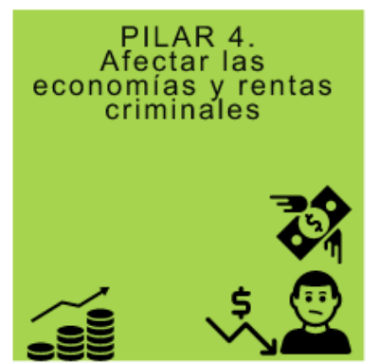 PILAR 4.
Afectar las
economías y rentas
criminales
$
$